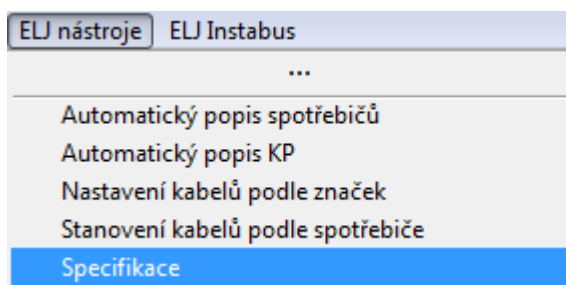 ELJ nástroje ELJ Instabus
...
Automatický popis spotřebičů
Automatický popis KP
Nastavení kabelů podle značek
Stanovení kabelů podle spotřebiče
Specifikace